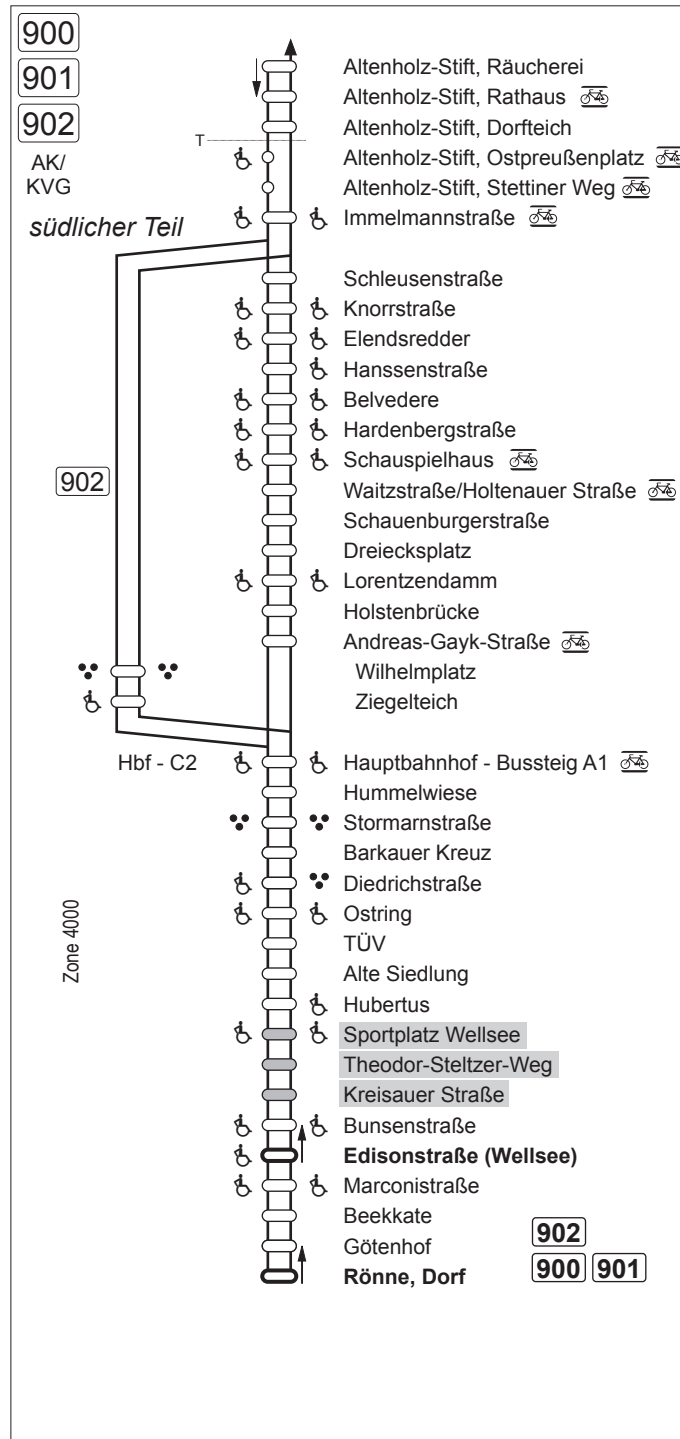 900
901
902
AK/
KVG
südlicher Teil
Altenholz-Stift, Räucherei
Altenholz-Stift, Rathaus
Altenholz-Stift, Dorfteich
T
Altenholz-Stift, Ostpreußenplatz
Altenholz-Stift, Stettiner Weg
Immelmannstraße
Schleusenstraße
Knorrstraße
Elendsredder
Hanssenstraße
Belvedere
Hardenbergstraße
Schauspielhaus
902
Waitzstraße/Holtenauer Straße
Schauenburgerstraße
Dreiecksplatz
Lorentzendamm
Holstenbrücke
Andreas-Gayk-Straße
Wilhelmplatz
Ziegelteich
Hbf - C2 Hauptbahnhof - Bussteig A1
Hummelwiese
Stormarnstraße
Barkauer Kreuz
Diedrichstraße
Ostring
Zone 4000
TÜV
Alte Siedlung
Hubertus
Sportplatz Wellsee
Theodor-Steltzer-Weg
Kreisauer Straße
Bunsenstraße
Edisonstraße (Wellsee)
Marconistraße
Beekkate
Götenhof 902
Rönne, Dorf 900 901